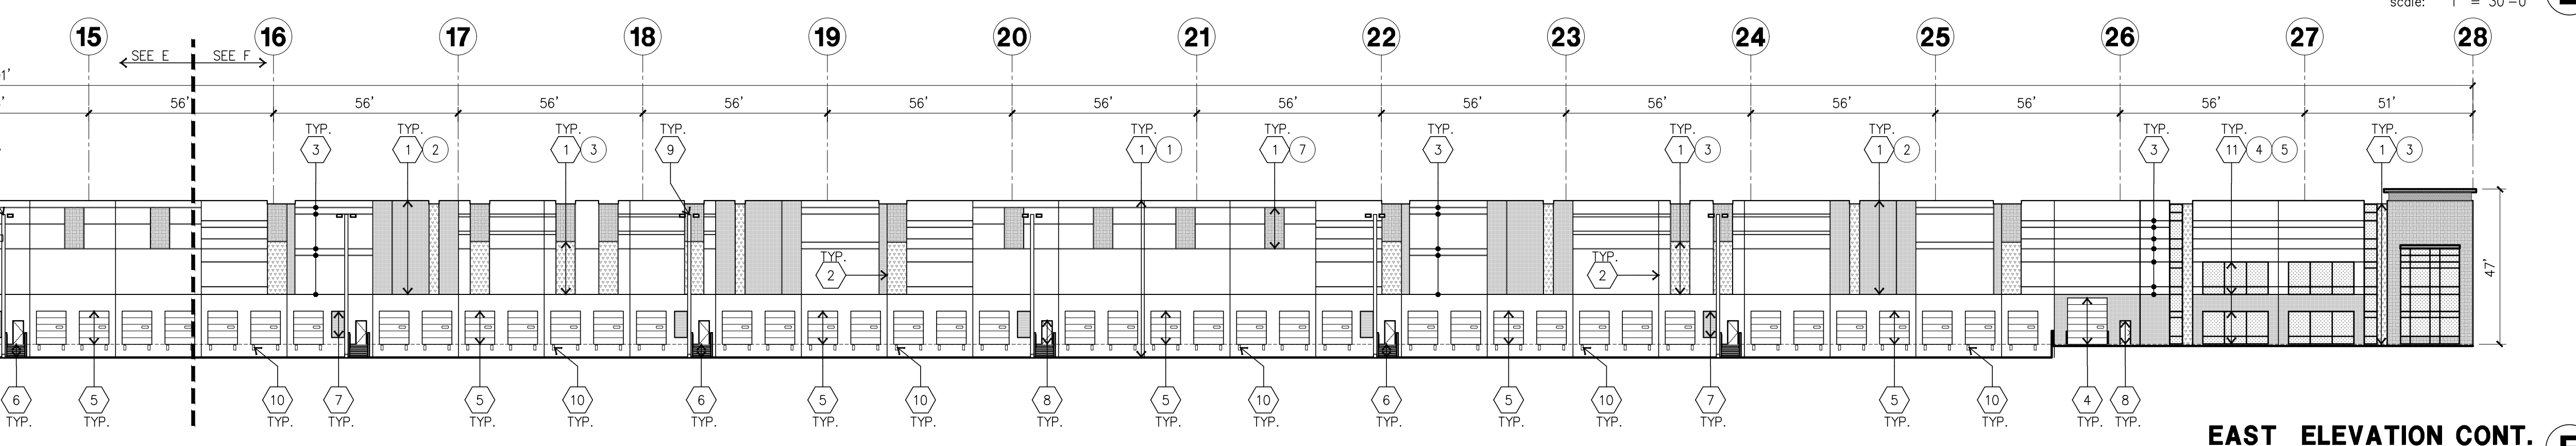 scale: 1" = 30'-0"
15 16 17 18 19 20 21 22 23 24 25 26 27 28
SEE E SEE F
56' 56' 56' 56' 56' 56' 56' 56' 56' 56' 56' 56' 51'
TYP. TYP. TYP. TYP. TYP. TYP. TYP. TYP. TYP. TYP. TYP. TYP.
3 1 2 1 3 9 1 1 1 7 3 1 3 1 2 3 11 4 5 1 3
TYP. TYP.
2 2
47'
6 5 10 7 5 10 6 5 10 8 5 10 6 5 10 7 5 10 4 8
TYP. TYP. TYP. TYP. TYP. TYP. TYP. TYP. TYP. TYP. TYP. TYP. TYP. TYP. TYP. TYP. TYP. TYP. TYP. TYP.
EAST ELEVATION CONT.